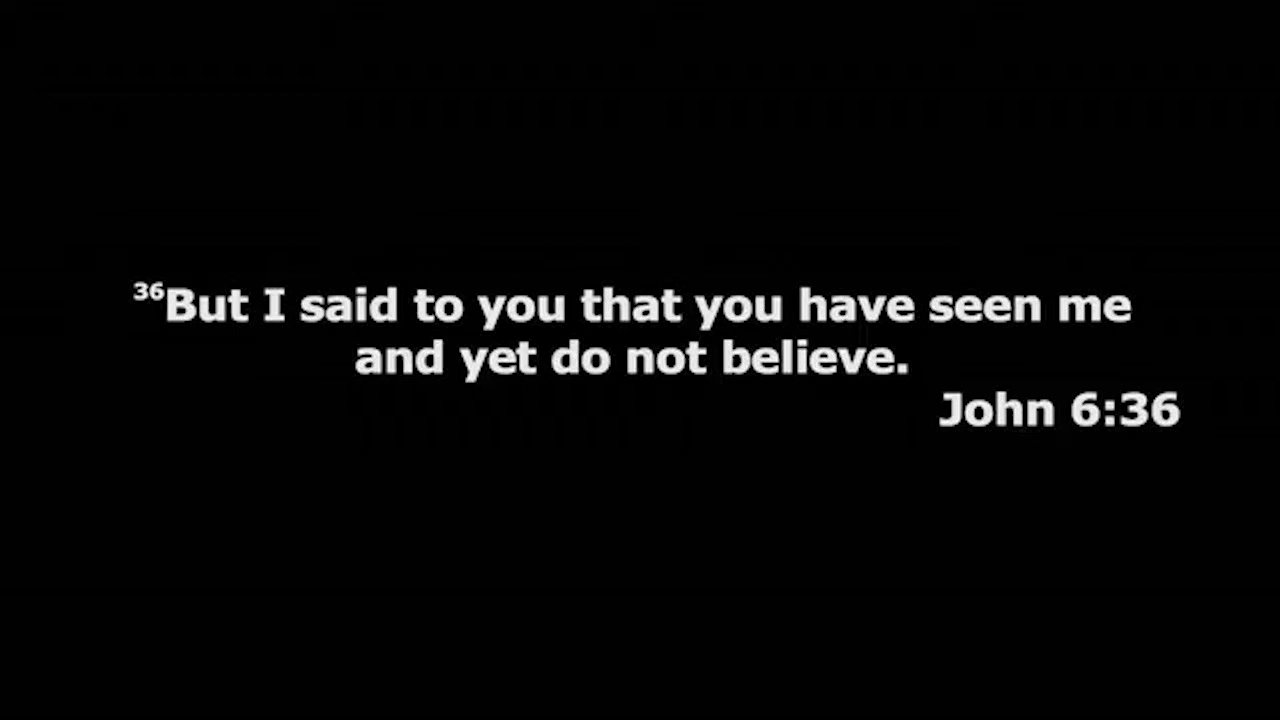 ³⁶But I said to you that you have seen me
and yet do not believe.
John 6:36